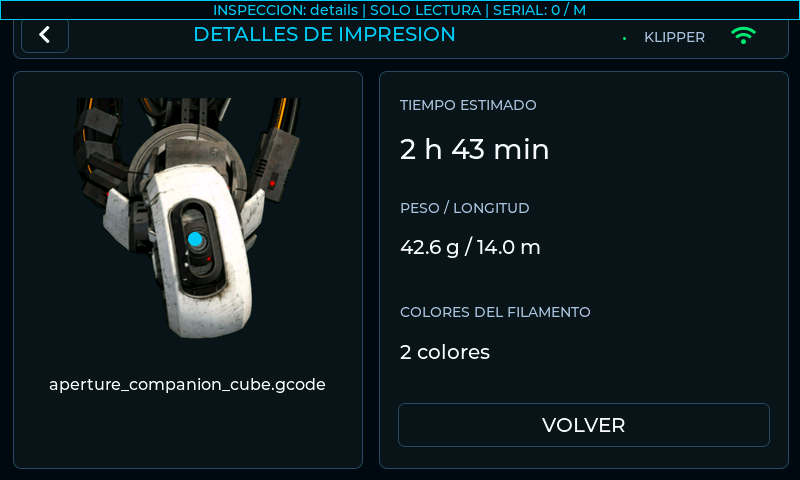 INSPECCION: details | SOLO LECTURA | SERIAL: 0 / M
DETALLES DE IMPRESION
KLIPPER
TIEMPO ESTIMADO
2 h 43 min
PESO / LONGITUD
42.6 g / 14.0 m
COLORES DEL FILAMENTO
2 colores
aperture_companion_cube.gcode
VOLVER